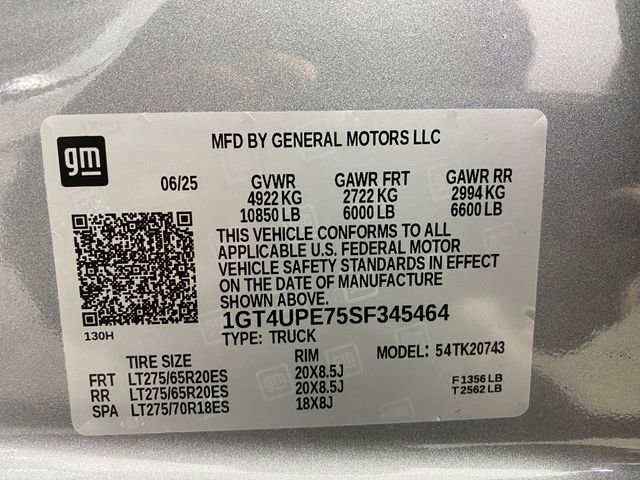 gm
MFD BY GENERAL MOTORS LLC
06/25 GVWR GAWR FRT GAWR RR
4922 KG 2722 KG 2994 KG
10850 LB 6000 LB 6600 LB
THIS VEHICLE CONFORMS TO ALL
APPLICABLE U.S. FEDERAL MOTOR
VEHICLE SAFETY STANDARDS IN EFFECT
ON THE DATE OF MANUFACTURE
SHOWN ABOVE.
1GT4UPE75SF345464
130H
TYPE: TRUCK
TIRE SIZE RIM MODEL: 54TK20743
FRT LT275/65R20ES 20X8.5J F 1356 LB
RR LT275/65R20ES 20X8.5J T 2562 LB
SPA LT275/70R18ES 18X8J